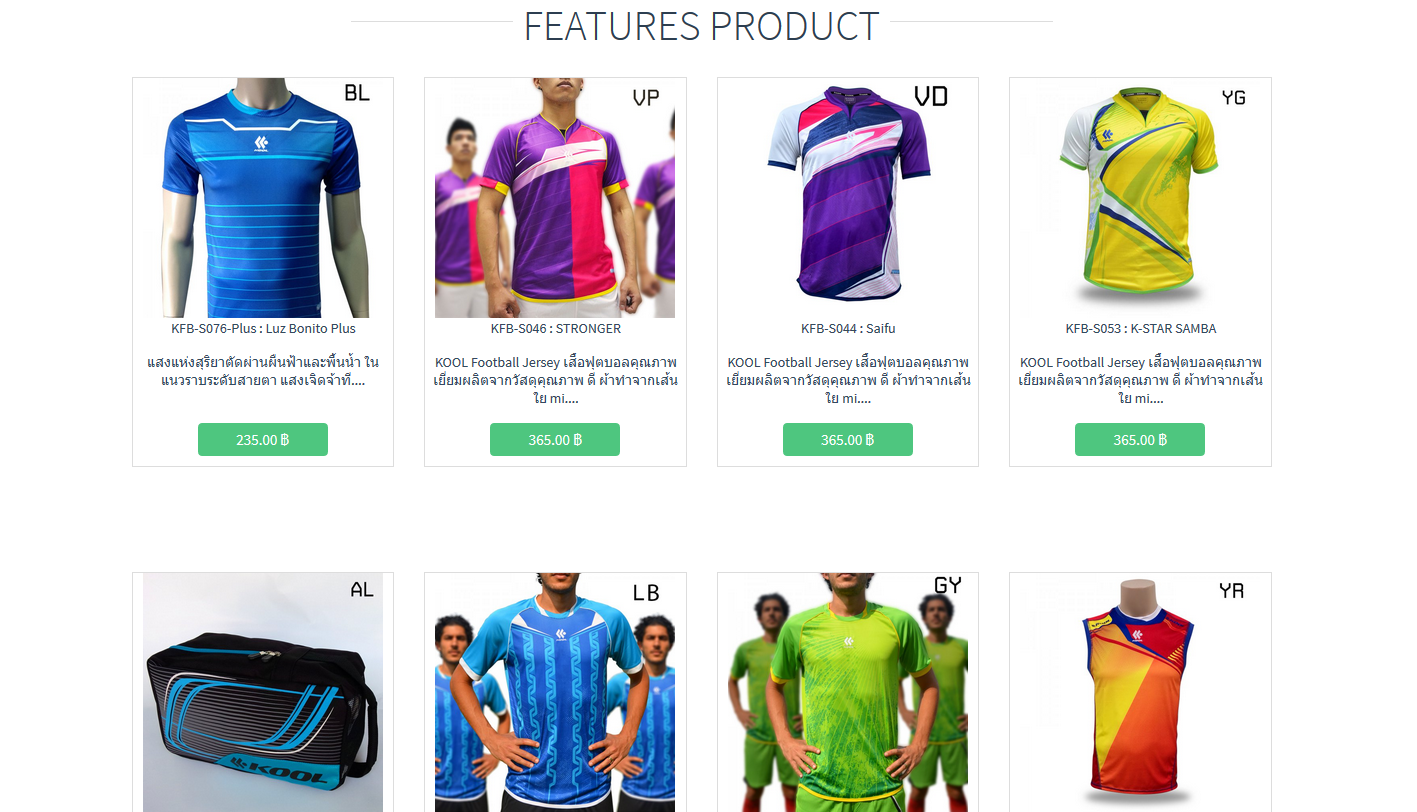 FEATURES PRODUCT
BL
VP
VD
YG
KFB-S076-Plus : Luz Bonito Plus
KFB-S046 : STRONGER
KFB-S044 : Saifu
KFB-S053 : K-STAR SAMBA
แสงแห่งสุริยาตัดผ่านผืนฟ้าและพื้นน้ำ ใน
แนวราบระดับสายตา แสงเจิดจ้าที่....
KOOL Football Jersey เสื้อฟุตบอลคุณภาพ
เยี่ยมผลิตจากวัสดุคุณภาพ ดี ผ้าทำจากเส้น
ใย mi....
KOOL Football Jersey เสื้อฟุตบอลคุณภาพ
เยี่ยมผลิตจากวัสดุคุณภาพ ดี ผ้าทำจากเส้น
ใย mi....
KOOL Football Jersey เสื้อฟุตบอลคุณภาพ
เยี่ยมผลิตจากวัสดุคุณภาพ ดี ผ้าทำจากเส้น
ใย mi....
235.00 ฿
365.00 ฿
365.00 ฿
365.00 ฿
AL
LB
GY
YR
KOOL